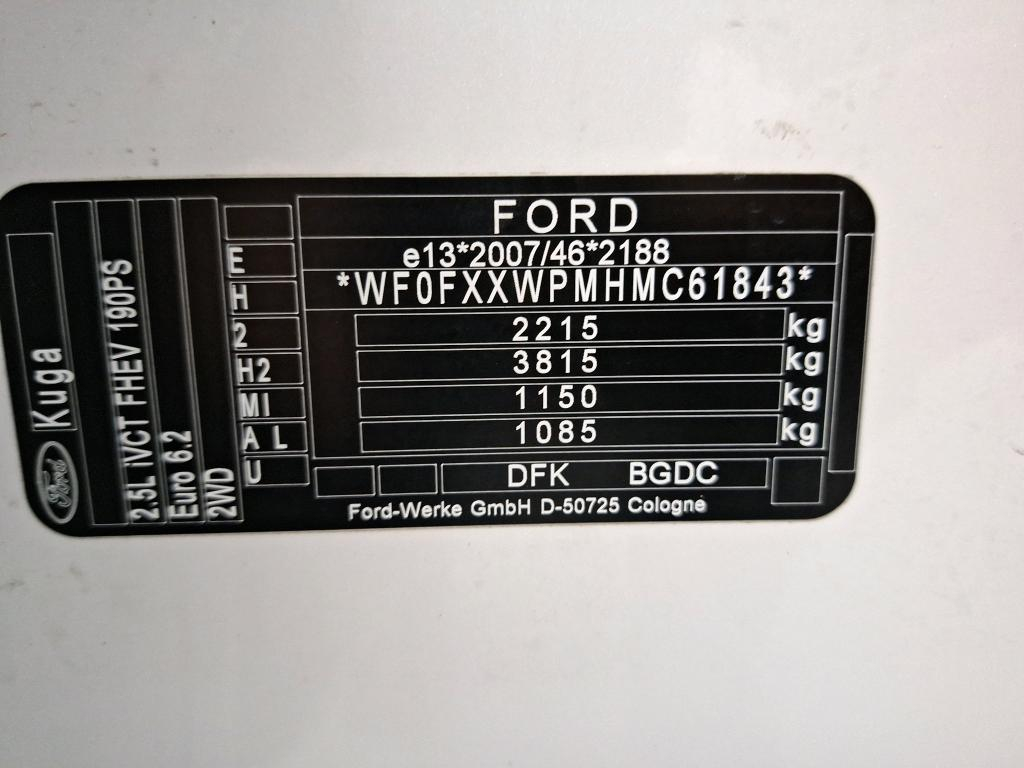 FORD
e13*2007/46*2188
*WF0FXXWPMHMC61843*
2215 kg
3815 kg
1150 kg
1085 kg
DFK BGDC
Ford-Werke GmbH D-50725 Cologne
E
H
2
H2
MI
A L
U
Ford Kuga
2.5L iVCT FHEV 190PS
Euro 6.2
2WD